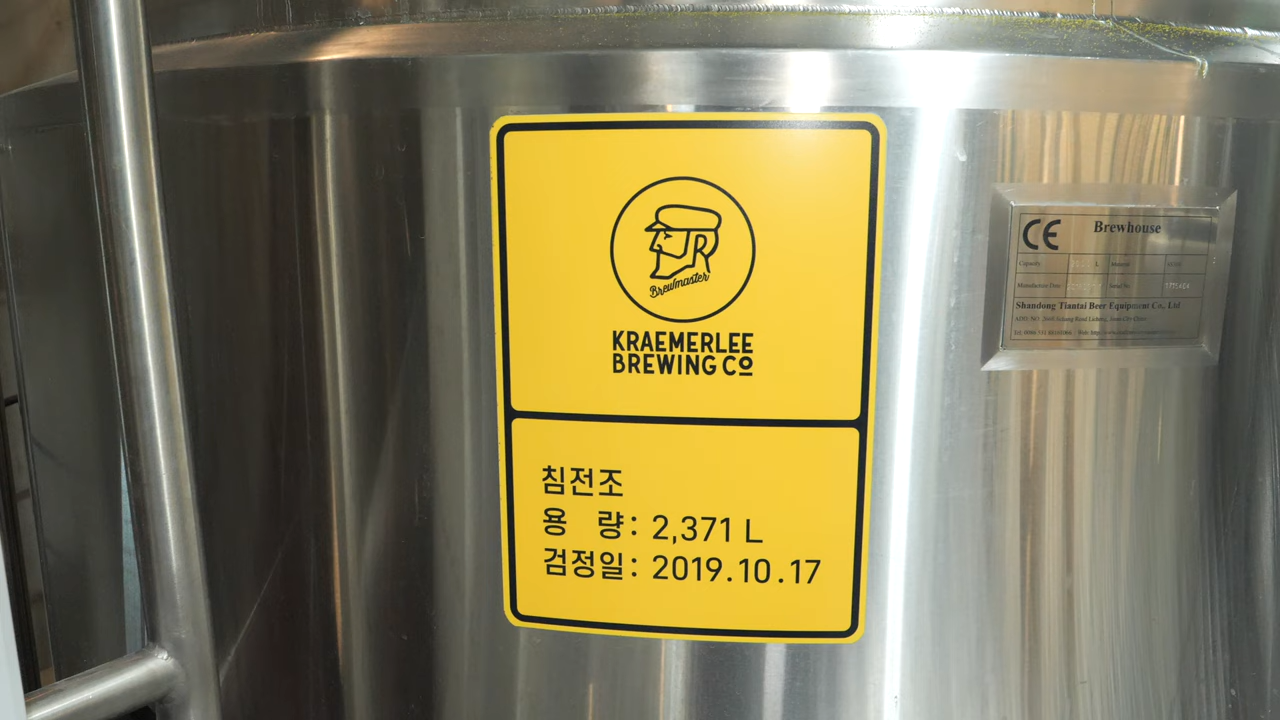 Brewmaster
KRAEMERLEE
BREWING CO
침전조
용 량: 2,371 L
검정일: 2019.10.17
CE Brewhouse
Capacity L Material
Manufacture Date Serial No
Shandong Tiantai Beer Equipment Co., Ltd